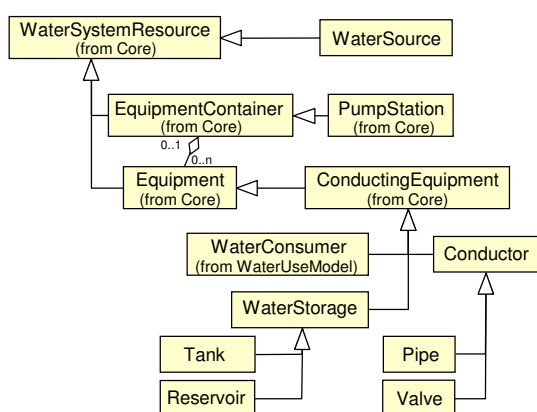 WaterSystemResource
(from Core)
WaterSource
EquipmentContainer
(from Core)
PumpStation
(from Core)
0..1
0..n
Equipment
(from Core)
ConductingEquipment
(from Core)
WaterConsumer
(from WaterUseModel)
Conductor
WaterStorage
Tank
Pipe
Reservoir
Valve